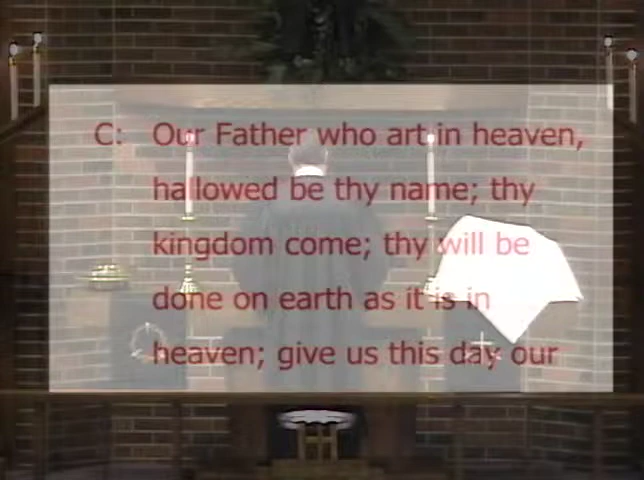 C: Our Father who art in heaven,
hallowed be thy name; thy
kingdom come; thy will be
done on earth as it is in
heaven; give us this day our